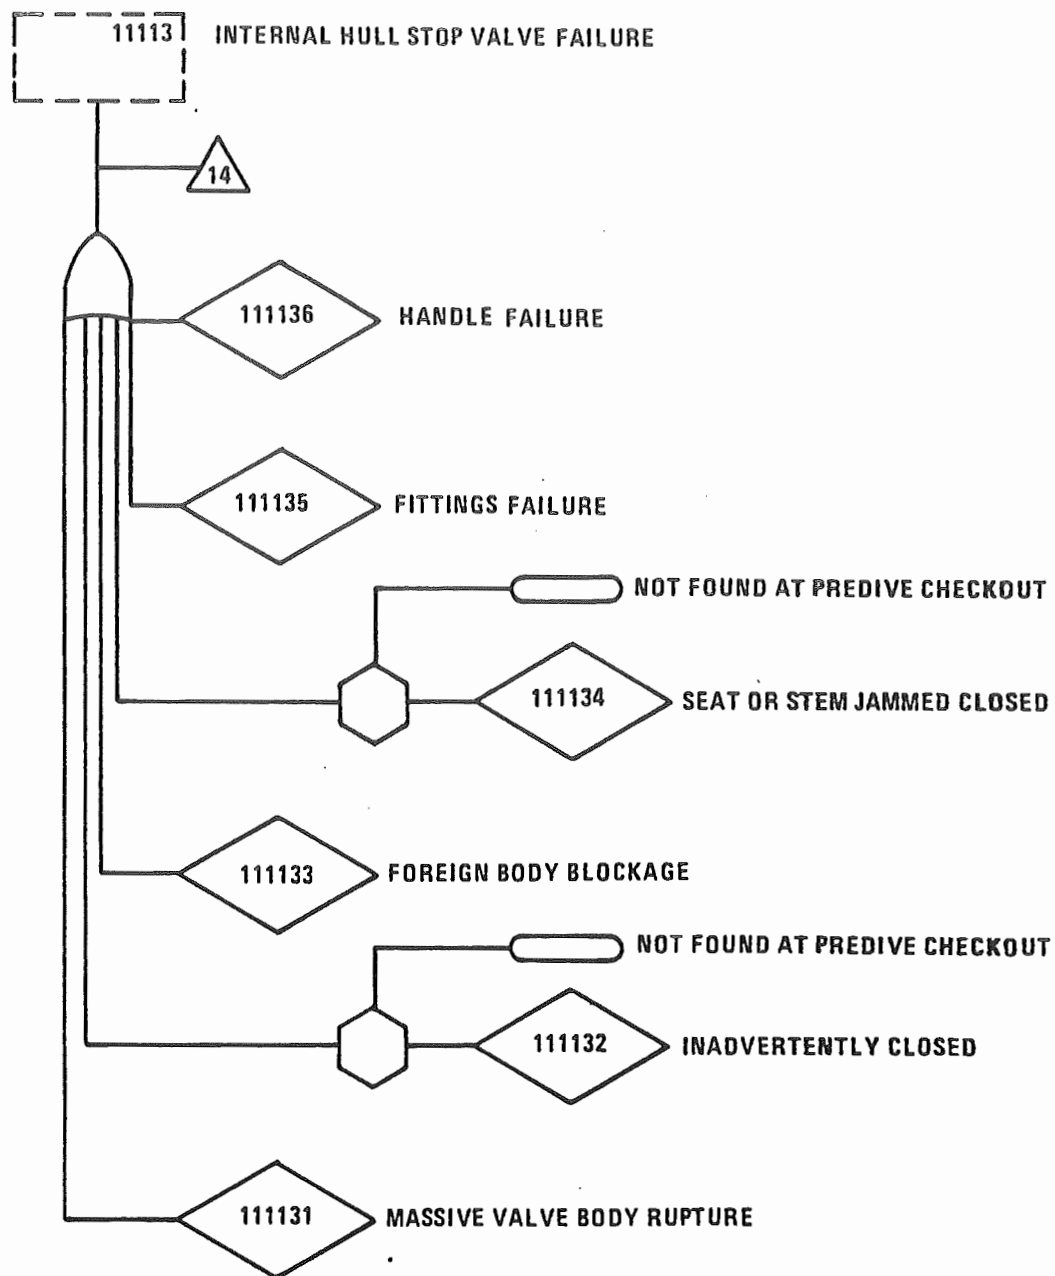 11113 INTERNAL HULL STOP VALVE FAILURE
14
111136 HANDLE FAILURE
111135 FITTINGS FAILURE
NOT FOUND AT PREDIVE CHECKOUT
111134 SEAT OR STEM JAMMED CLOSED
111133 FOREIGN BODY BLOCKAGE
NOT FOUND AT PREDIVE CHECKOUT
111132 INADVERTENTLY CLOSED
111131 MASSIVE VALVE BODY RUPTURE